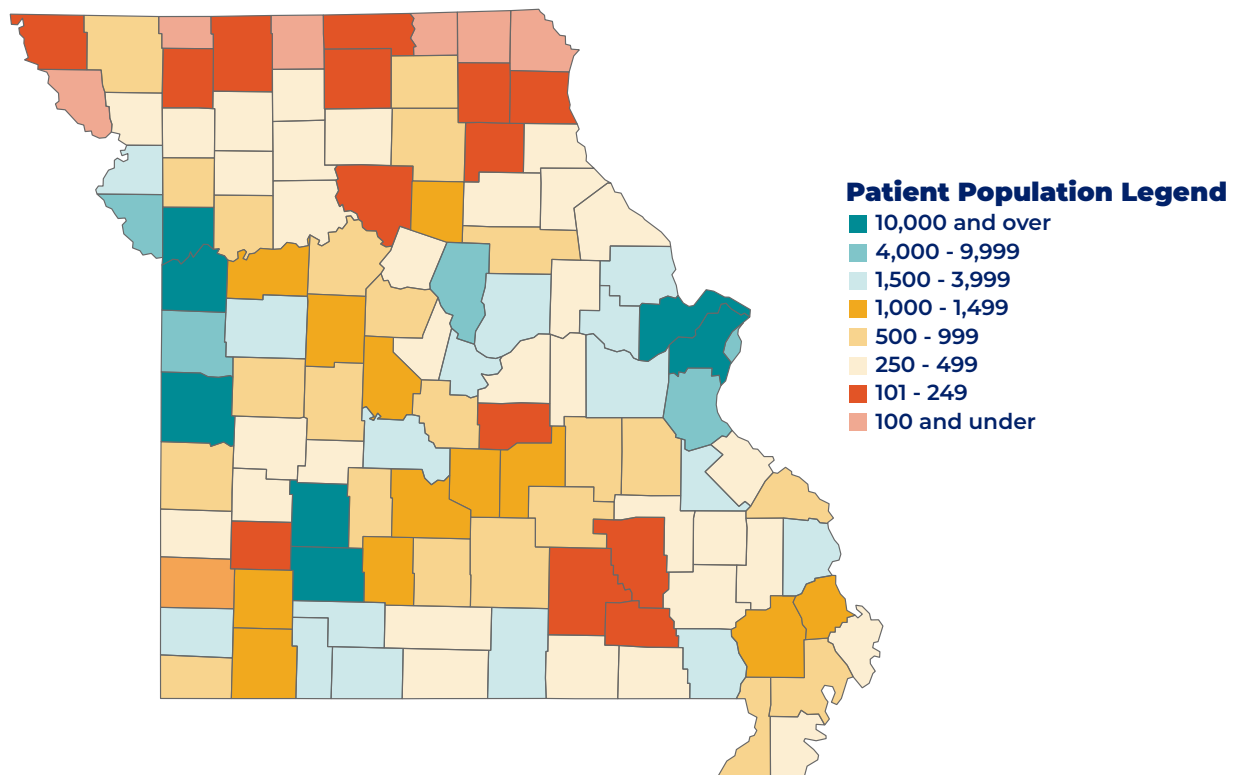 Patient Population Legend
10,000 and over
4,000 - 9,999
1,500 - 3,999
1,000 - 1,499
500 - 999
250 - 499
101 - 249
100 and under